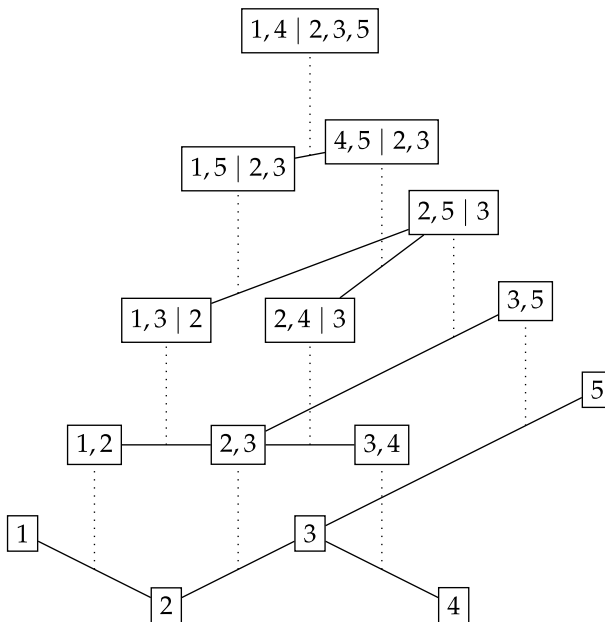 1, 4 | 2, 3, 5
4, 5 | 2, 3
1, 5 | 2, 3
2, 5 | 3
3, 5
1, 3 | 2
2, 4 | 3
5
1, 2
2, 3
3, 4
1
3
2
4